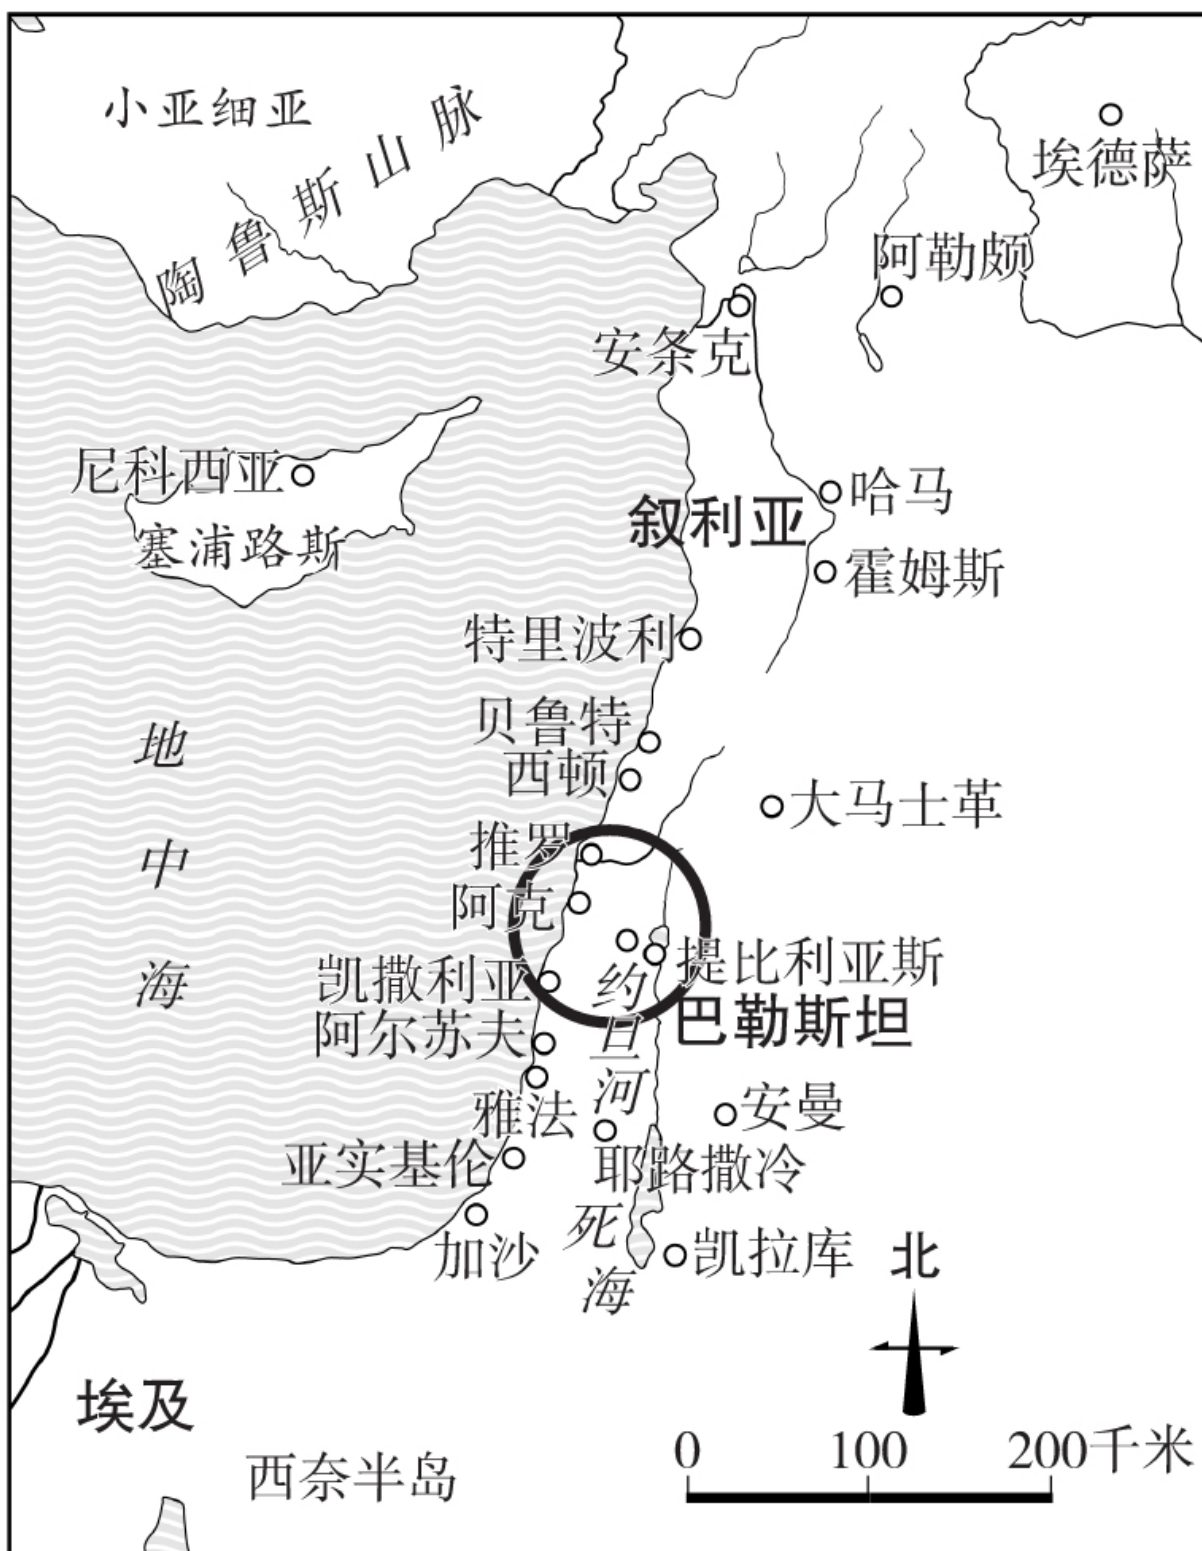 小亚细亚
陶鲁斯山脉
埃德萨
阿勒颇
安条克
尼科西亚
塞浦路斯
叙利亚
哈马
霍姆斯
特里波利
贝鲁特
西顿
地中海
大马士革
推罗
阿克
提比利亚斯
凯撒利亚
约旦河
巴勒斯坦
阿尔苏夫
雅法
安曼
亚实基伦
耶路撒冷
加沙
死海
凯拉库
北
埃及
西奈半岛
0 100 200千米